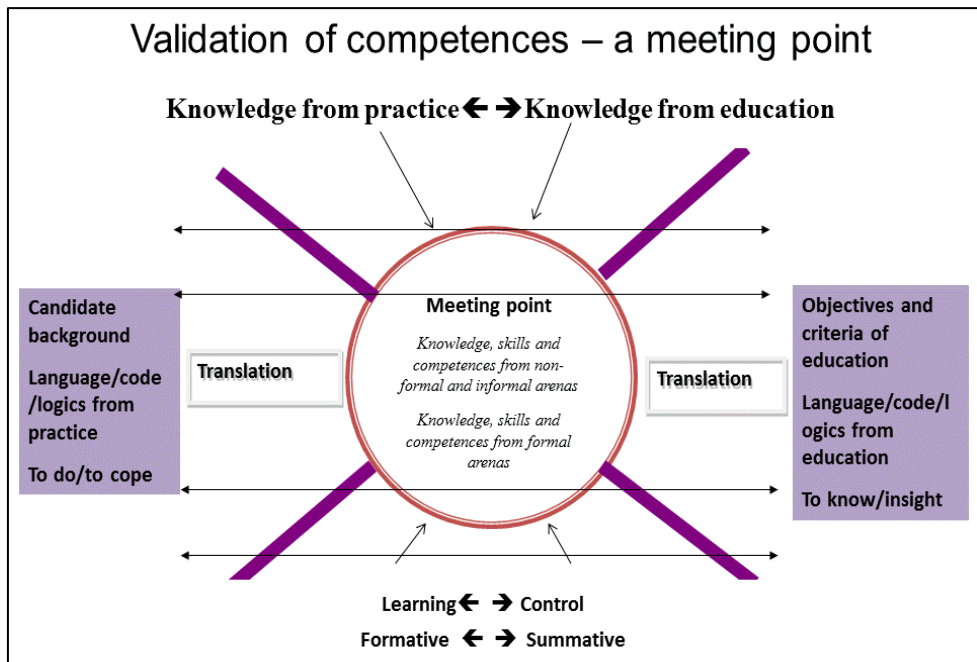 Validation of competences – a meeting point
Knowledge from practice 🡸 🡺 Knowledge from education
Candidate
background
Language/code
/logics from
practice
To do/to cope
Translation
Meeting point
Knowledge, skills and
competences from non-
formal and informal arenas
Knowledge, skills and
competences from formal
arenas
Translation
Objectives and
criteria of
education
Language/code/l
ogics from
education
To know/insight
Learning 🡸 🡺 Control
Formative 🡸 🡺 Summative